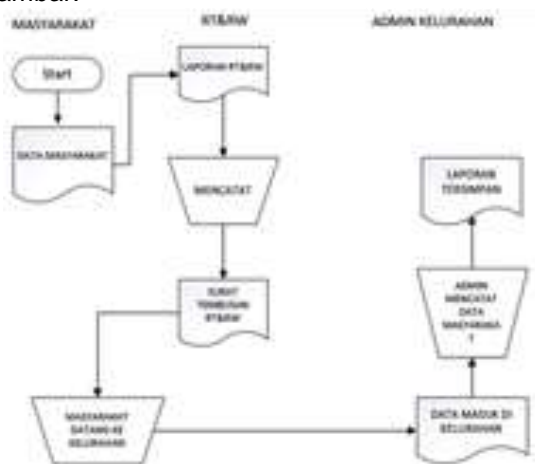 MASYARAKAT
RT&RW
ADMIN KELURAHAN
Start
LAPORAN RT&RW
DATA MASYARAKAT
MENCATAT
LAPORAN
TERSIMPAN
SURAT
RT&RW
ADMIN
MENCATAT
DATA
MASYARAKA
T
MASYARAKAT
DATANG KE
KELURAHAN
DATA MASUK DI
KELURAHAN